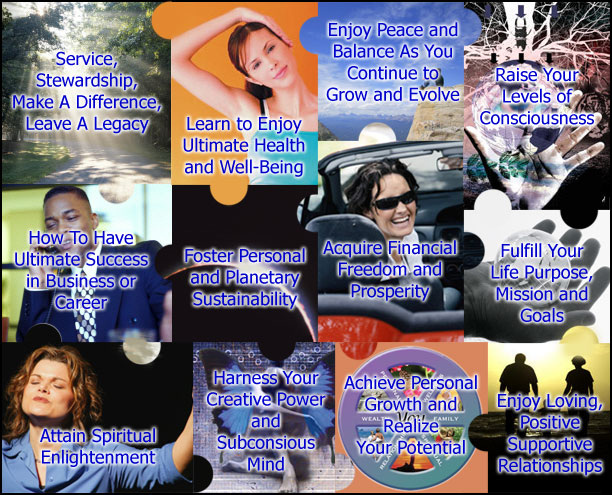 Service,
Stewardship,
Make A Difference,
Leave A Legacy
Learn to Enjoy
Ultimate Health
and Well-Being
Enjoy Peace and
Balance As You
Continue to
Grow and Evolve
Raise Your
Levels of
Consciousness
How To Have
Ultimate Success
in Business or
Career
Foster Personal
and Planetary
Sustainability
Acquire Financial
Freedom and
Prosperity
Fulfill Your
Life Purpose,
Mission and
Goals
Attain Spiritual
Enlightenment
Harness Your
Creative Power
and
Subconsious
Mind
Achieve Personal
Growth and
Realize
Your Potential
WEALTH
You
FAMILY
Enjoy Loving,
Positive
Supportive
Relationships